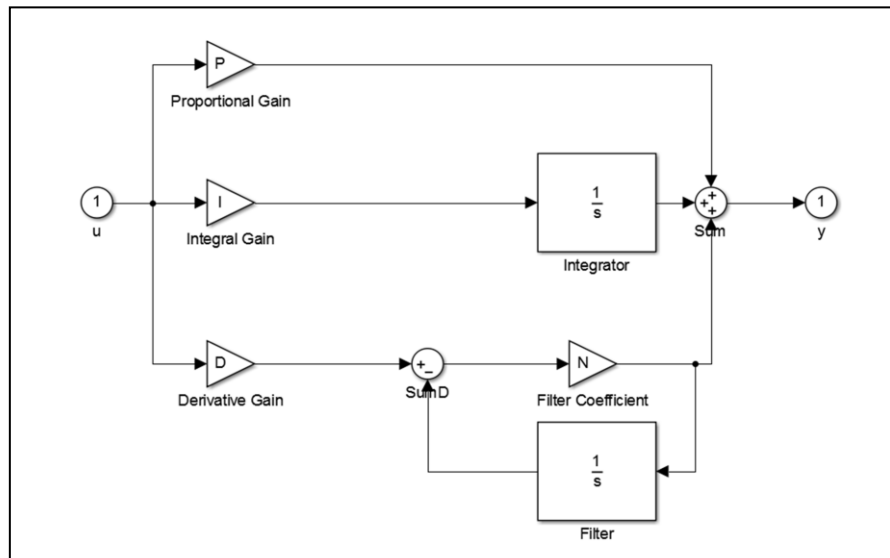 P
Proportional Gain
1
u
I
Integral Gain
1
s
Integrator
+
+
+
Sum
1
y
D
Derivative Gain
+
−
SumD
N
Filter Coefficient
1
s
Filter